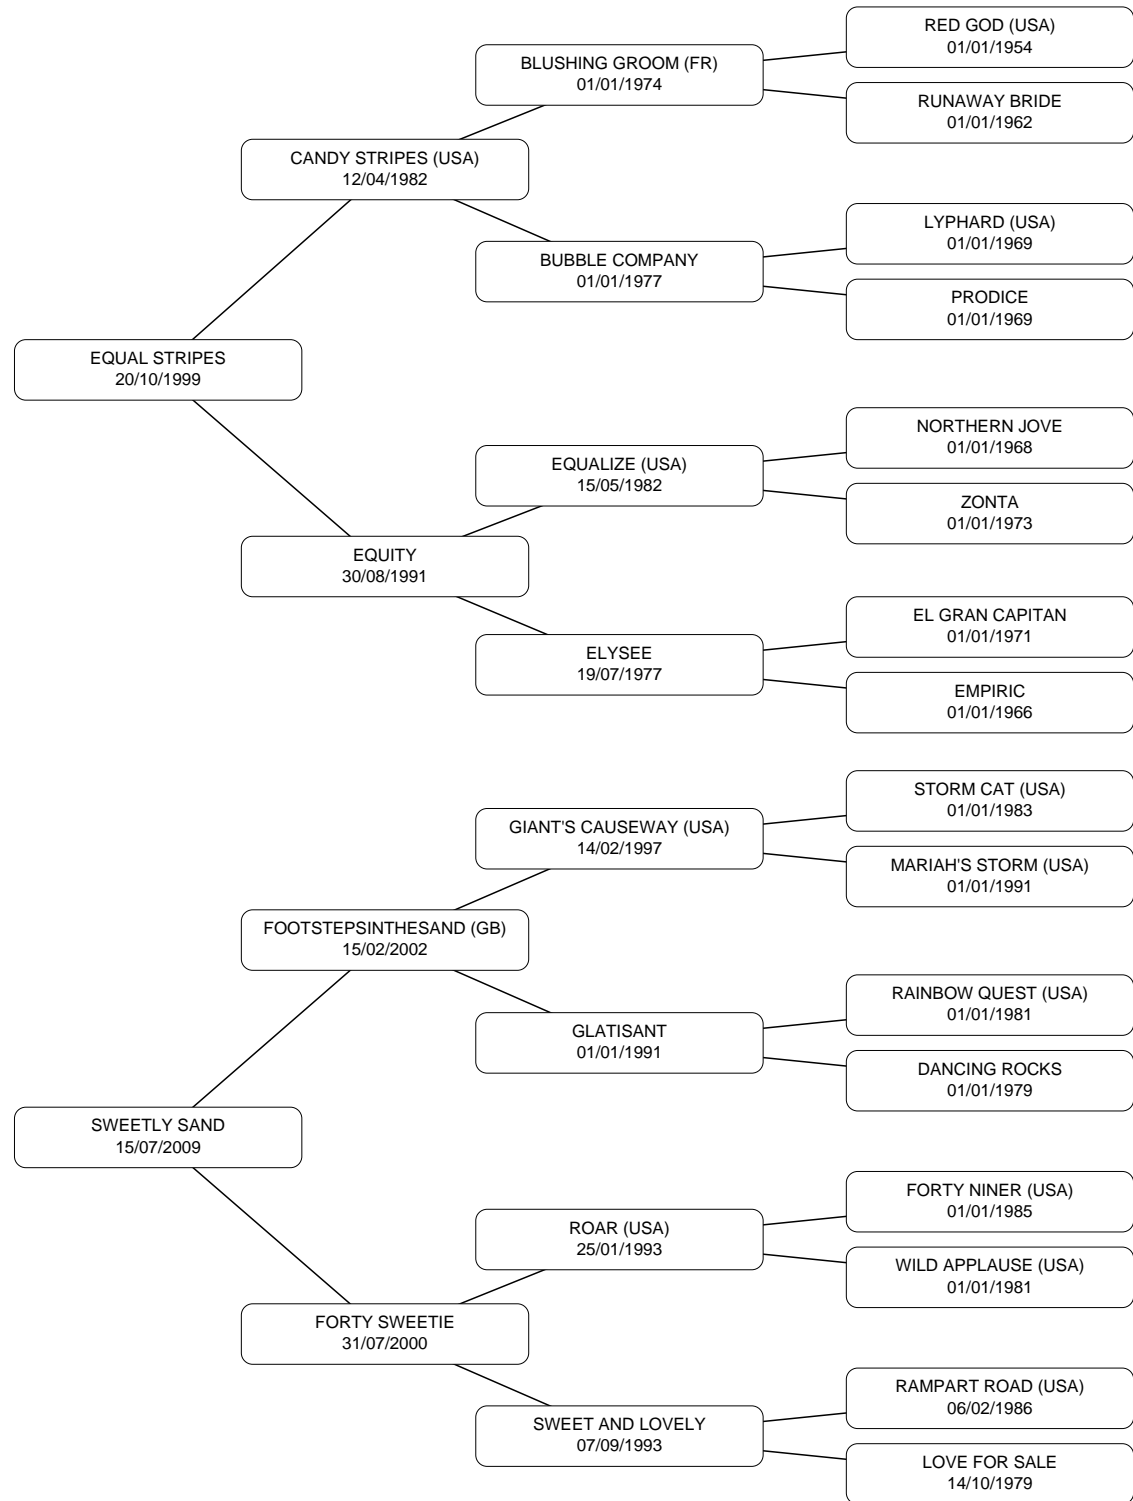 RED GOD (USA)
01/01/1954
BLUSHING GROOM (FR)
01/01/1974
RUNAWAY BRIDE
01/01/1962
CANDY STRIPES (USA)
12/04/1982
LYPHARD (USA)
01/01/1969
BUBBLE COMPANY
01/01/1977
PRODICE
01/01/1969
EQUAL STRIPES
20/10/1999
NORTHERN JOVE
01/01/1968
EQUALIZE (USA)
15/05/1982
ZONTA
01/01/1973
EQUITY
30/08/1991
EL GRAN CAPITAN
01/01/1971
ELYSEE
19/07/1977
EMPIRIC
01/01/1966
STORM CAT (USA)
01/01/1983
GIANT'S CAUSEWAY (USA)
14/02/1997
MARIAH'S STORM (USA)
01/01/1991
FOOTSTEPSINTHESAND (GB)
15/02/2002
RAINBOW QUEST (USA)
01/01/1981
GLATISANT
01/01/1991
DANCING ROCKS
01/01/1979
SWEETLY SAND
15/07/2009
FORTY NINER (USA)
01/01/1985
ROAR (USA)
25/01/1993
WILD APPLAUSE (USA)
01/01/1981
FORTY SWEETIE
31/07/2000
RAMPART ROAD (USA)
06/02/1986
SWEET AND LOVELY
07/09/1993
LOVE FOR SALE
14/10/1979